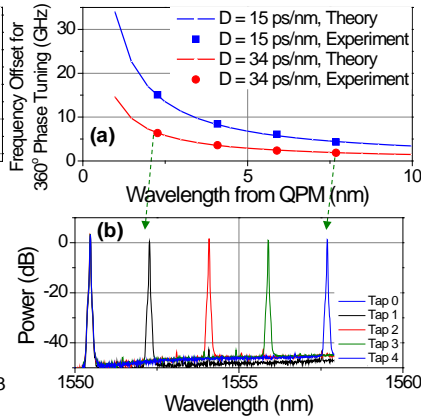 Frequency Offset for
360° Phase Tuning (GHz)
35
30
20
10
0
D = 15 ps/nm, Theory
D = 15 ps/nm, Experiment
D = 34 ps/nm, Theory
D = 34 ps/nm, Experiment
(a)
0 5 10
Wavelength from QPM (nm)
(b)
Power (dB)
0
-20
-40
Tap 0
Tap 1
Tap 2
Tap 3
Tap 4
1550 1555 1560
Wavelength (nm)
3